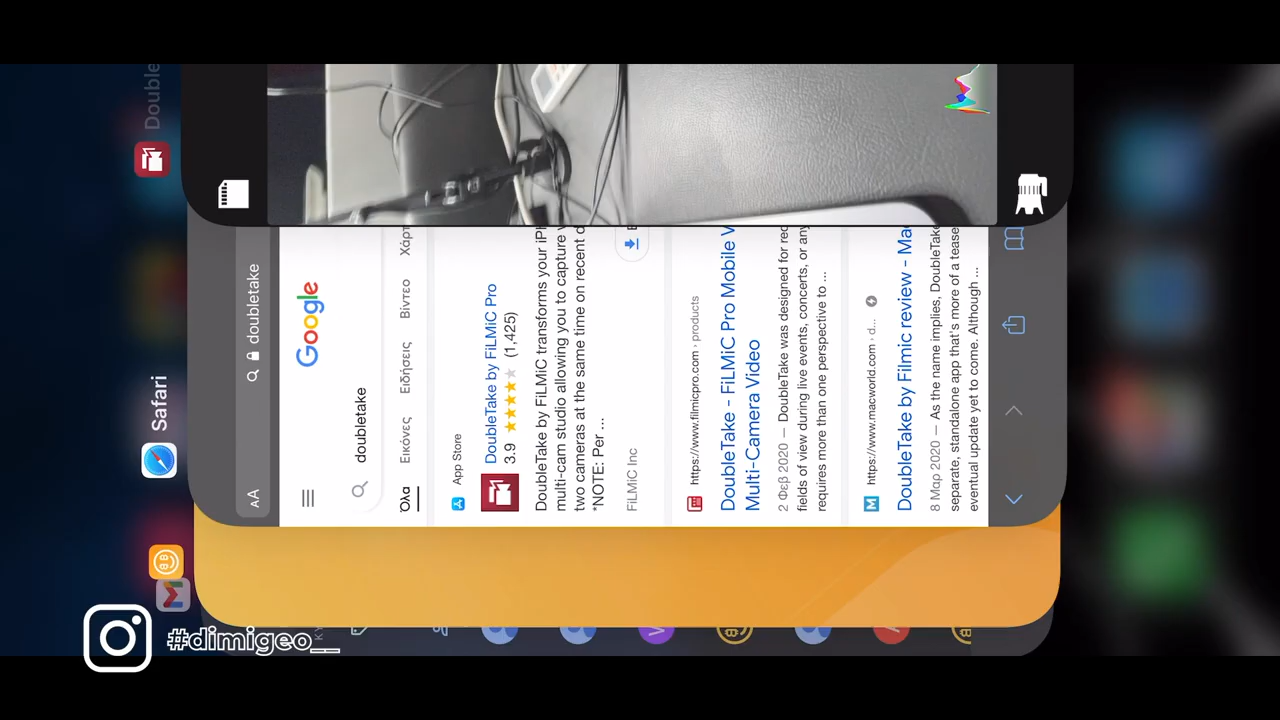 Double
Safari
AA
doubletake
Google
doubletake
Όλα
Εικόνες
Ειδήσεις
Βίντεο
Χάρτ
App Store
DoubleTake by FiLMiC Pro
3.9 ★★★★★ (1,425)
DoubleTake by FiLMiC transforms your iPh
multi-cam studio allowing you to capture
two cameras at the same time on recent d
*NOTE: Per ...
FiLMiC Inc
https://www.filmicpro.com › products
DoubleTake - FiLMiC Pro Mobile V
Multi-Camera Video
2 Φεβ 2020 — DoubleTake was designed for rec
fields of view during live events, concerts, or any
requires more than one perspective to ...
https://www.macworld.com › d...
DoubleTake by Filmic review - Mac
8 Μαρ 2020 — As the name implies, DoubleTake
separate, standalone app that's more of a tease
eventual update yet to come. Although ...
#dimigeo__